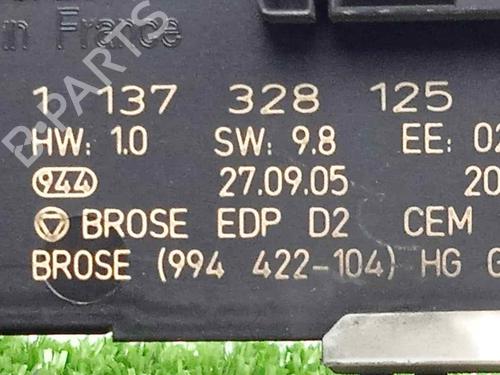 in France
1 137 328 125
HW: 1.0 SW: 9.8 EE: 02
944 27.09.05 20
BROSE EDP D2 CEM
BROSE (994 422-104) HG G
B-PARTS